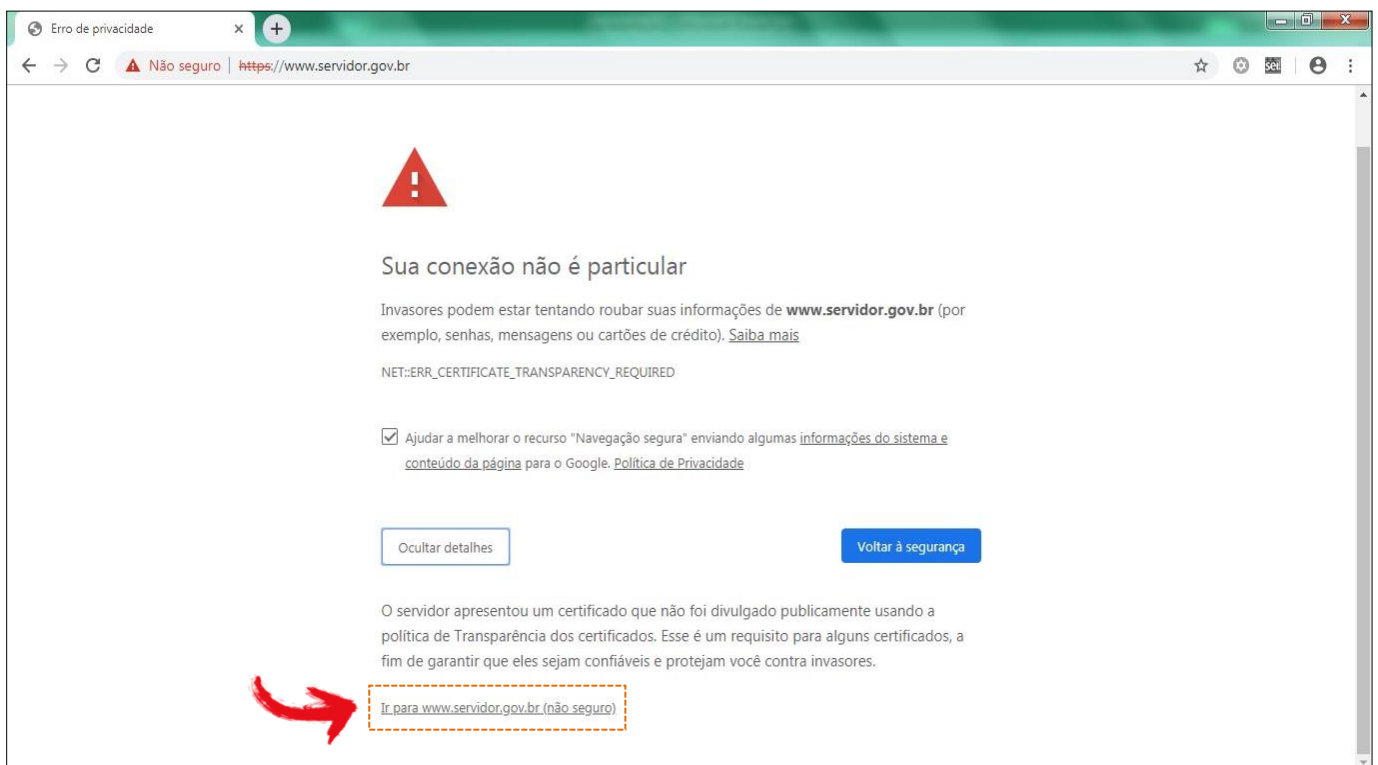 Erro de privacidade
Não seguro | https://www.servidor.gov.br
sei!
Sua conexão não é particular
Invasores podem estar tentando roubar suas informações de www.servidor.gov.br (por
exemplo, senhas, mensagens ou cartões de crédito). Saiba mais
NET::ERR_CERTIFICATE_TRANSPARENCY_REQUIRED
Ajudar a melhorar o recurso "Navegação segura" enviando algumas informações do sistema e
conteúdo da página para o Google. Política de Privacidade
Ocultar detalhes
Voltar à segurança
O servidor apresentou um certificado que não foi divulgado publicamente usando a
política de Transparência dos certificados. Esse é um requisito para alguns certificados, a
fim de garantir que eles sejam confiáveis e protejam você contra invasores.
Ir para www.servidor.gov.br (não seguro)